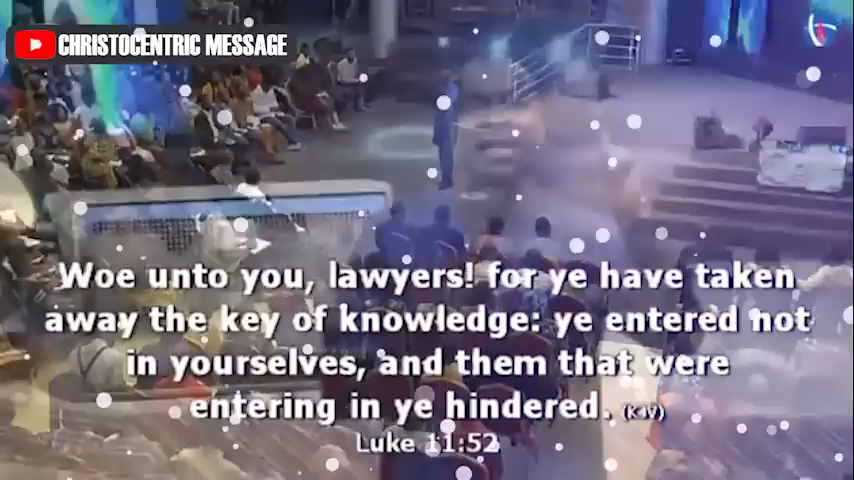 CHRISTOCENTRIC MESSAGE
Woe unto you, lawyers! for ye have taken
away the key of knowledge: ye entered not
in yourselves, and them that were
entering in ye hindered. (KJV)
Luke 11:52